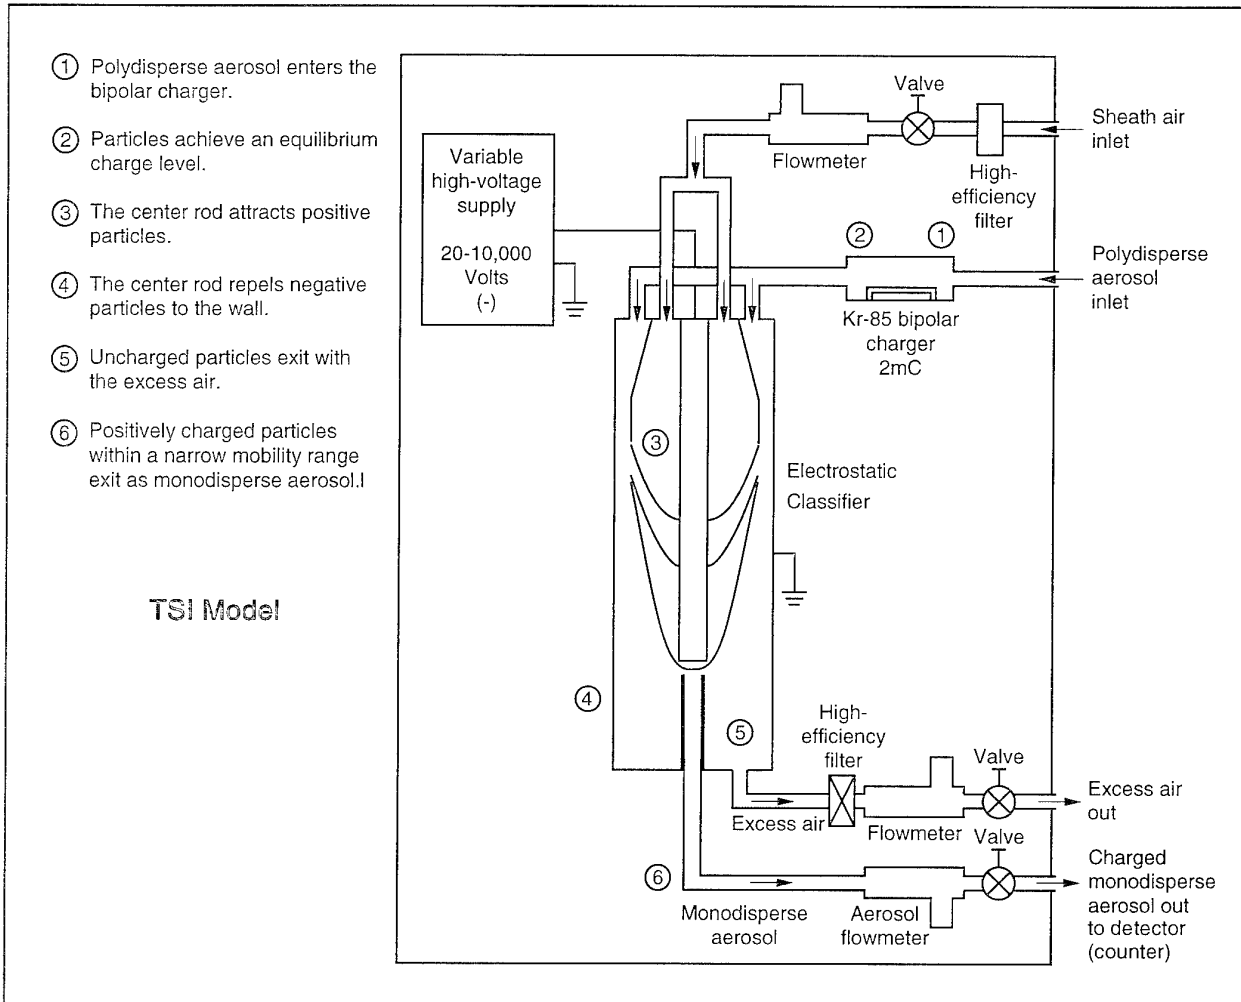 ① Polydisperse aerosol enters the
bipolar charger.
② Particles achieve an equilibrium
charge level.
③ The center rod attracts positive
particles.
④ The center rod repels negative
particles to the wall.
⑤ Uncharged particles exit with
the excess air.
⑥ Positively charged particles
within a narrow mobility range
exit as monodisperse aerosol.l
TSI Model
Variable
high-voltage
supply
20-10,000
Volts
(-)
Valve
Flowmeter
High-
efficiency
filter
Sheath air
inlet
②
①
Polydisperse
aerosol
inlet
Kr-85 bipolar
charger
2mC
③
Electrostatic
Classifier
④
⑤
High-
efficiency
filter
Valve
Excess air
Flowmeter
Excess air
out
Valve
⑥
Monodisperse
aerosol
Aerosol
flowmeter
Charged
monodisperse
aerosol out
to detector
(counter)